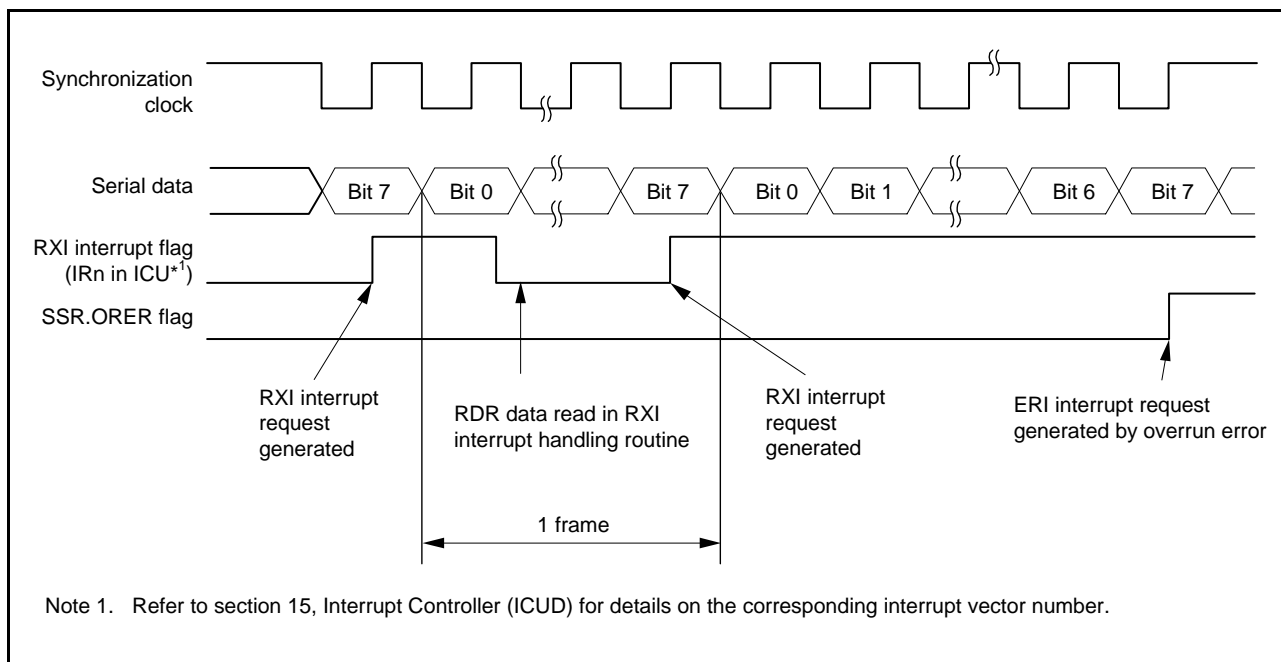 Synchronization
clock
Serial data
Bit 7
Bit 0
Bit 7
Bit 0
Bit 1
Bit 6
Bit 7
RXI interrupt flag
(IRn in ICU*1)
SSR.ORER flag
RXI interrupt
request
generated
RDR data read in RXI
interrupt handling routine
RXI interrupt
request
generated
ERI interrupt request
generated by overrun error
1 frame
Note 1. Refer to section 15, Interrupt Controller (ICUD) for details on the corresponding interrupt vector number.